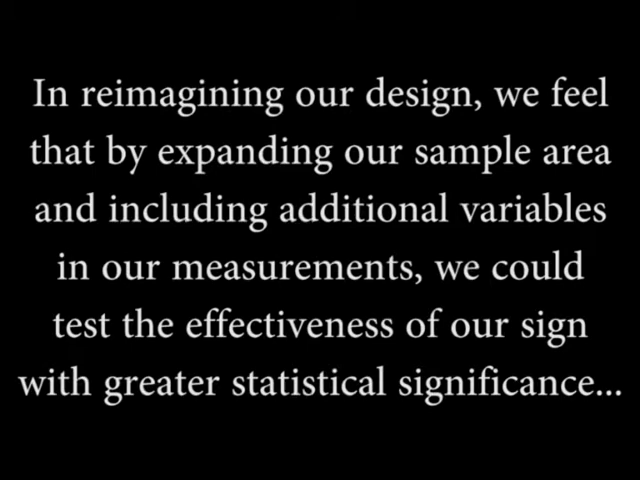 In reimagining our design, we feel
that by expanding our sample area
and including additional variables
in our measurements, we could
test the effectiveness of our sign
with greater statistical significance...